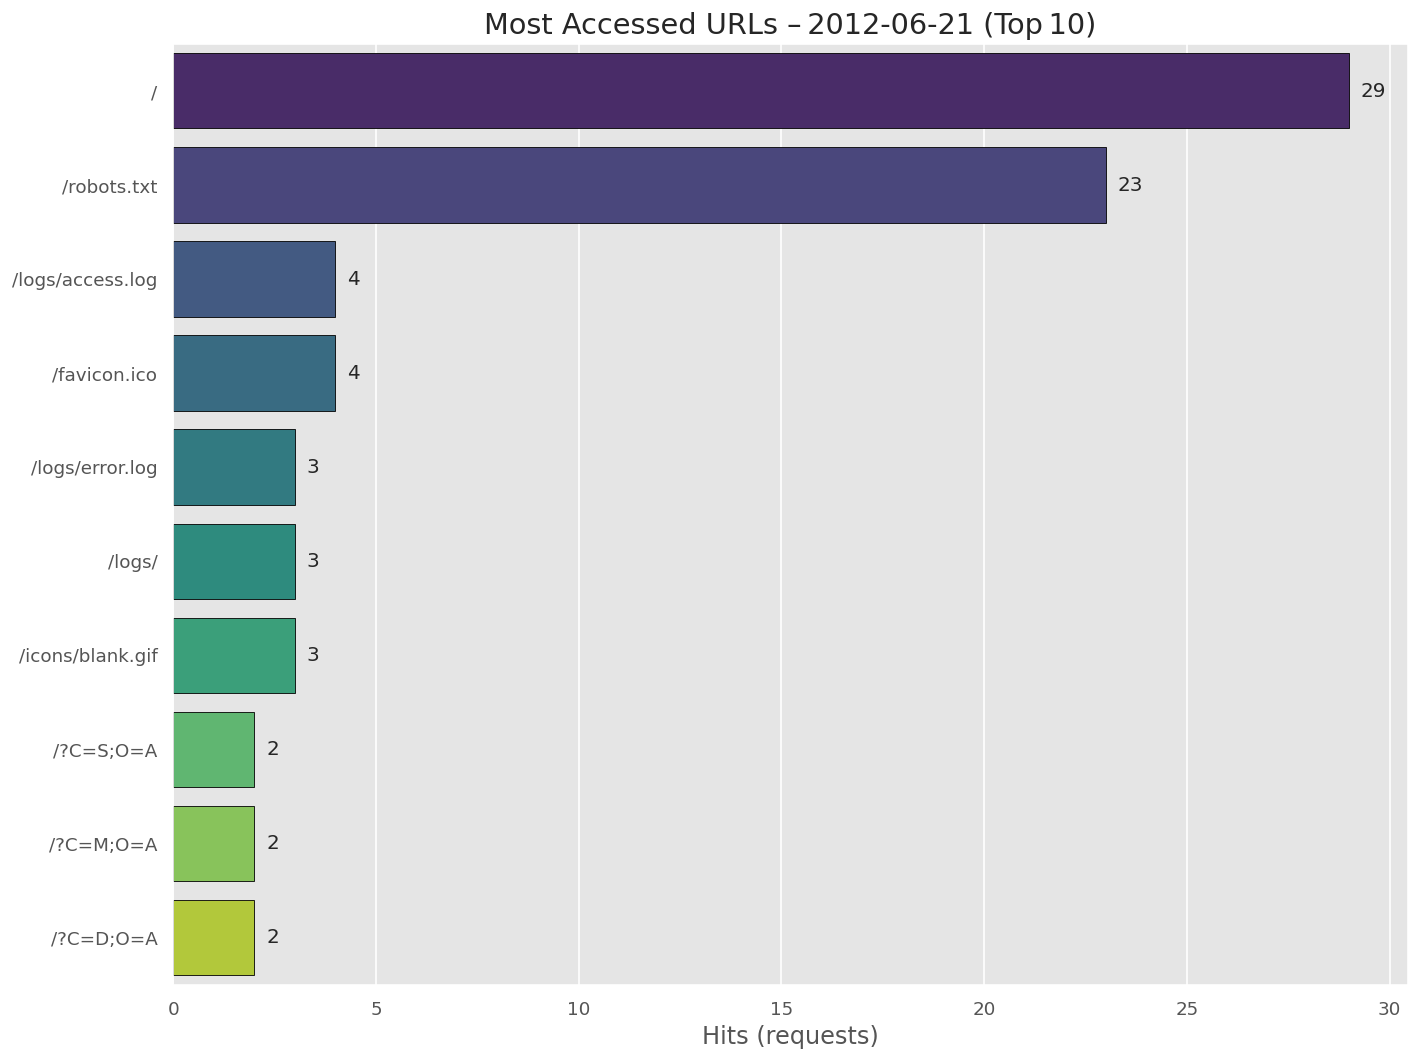 Most Accessed URLs – 2012-06-21 (Top 10)
/ 29
/robots.txt 23
/logs/access.log 4
/favicon.ico 4
/logs/error.log 3
/logs/ 3
/icons/blank.gif 3
/?C=S;O=A 2
/?C=M;O=A 2
/?C=D;O=A 2
0 5 10 15 20 25 30
Hits (requests)